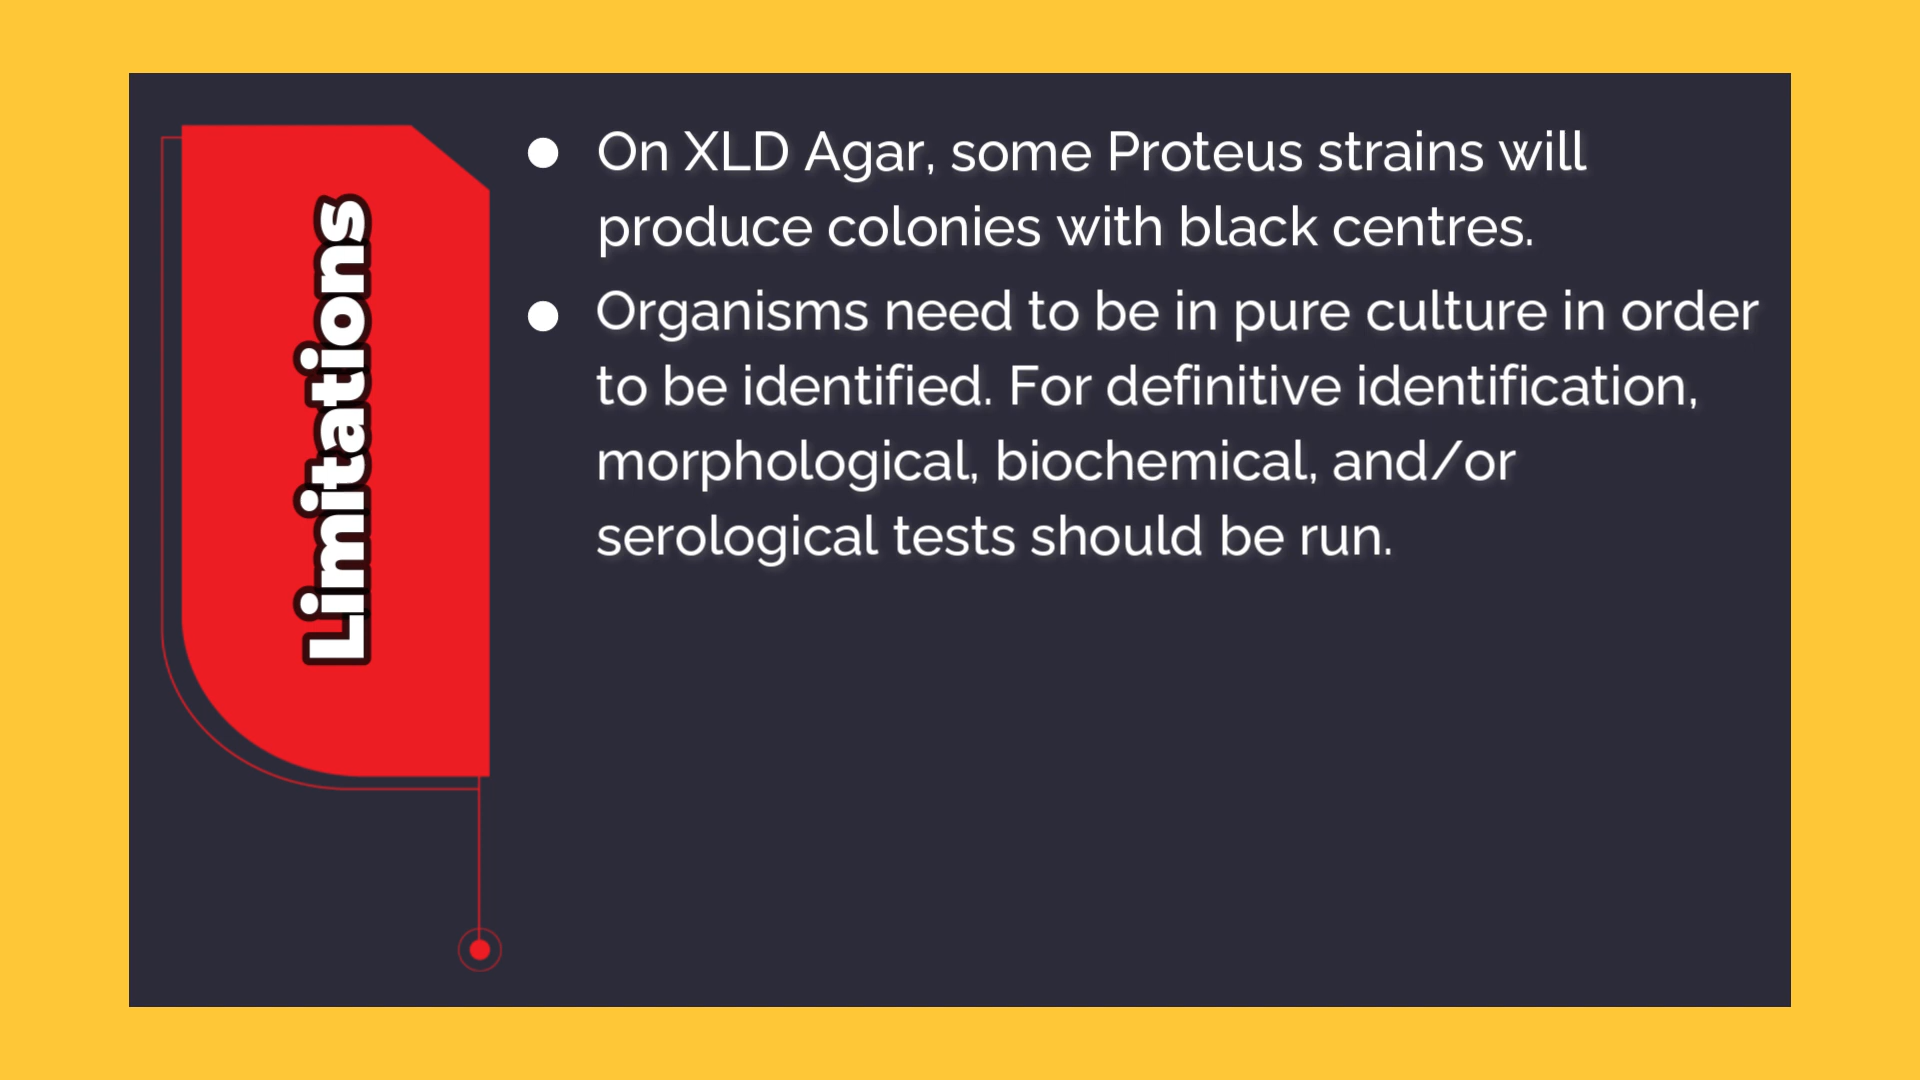 Limitations
● On XLD Agar, some Proteus strains will
produce colonies with black centres.
● Organisms need to be in pure culture in order
to be identified. For definitive identification,
morphological, biochemical, and/or
serological tests should be run.